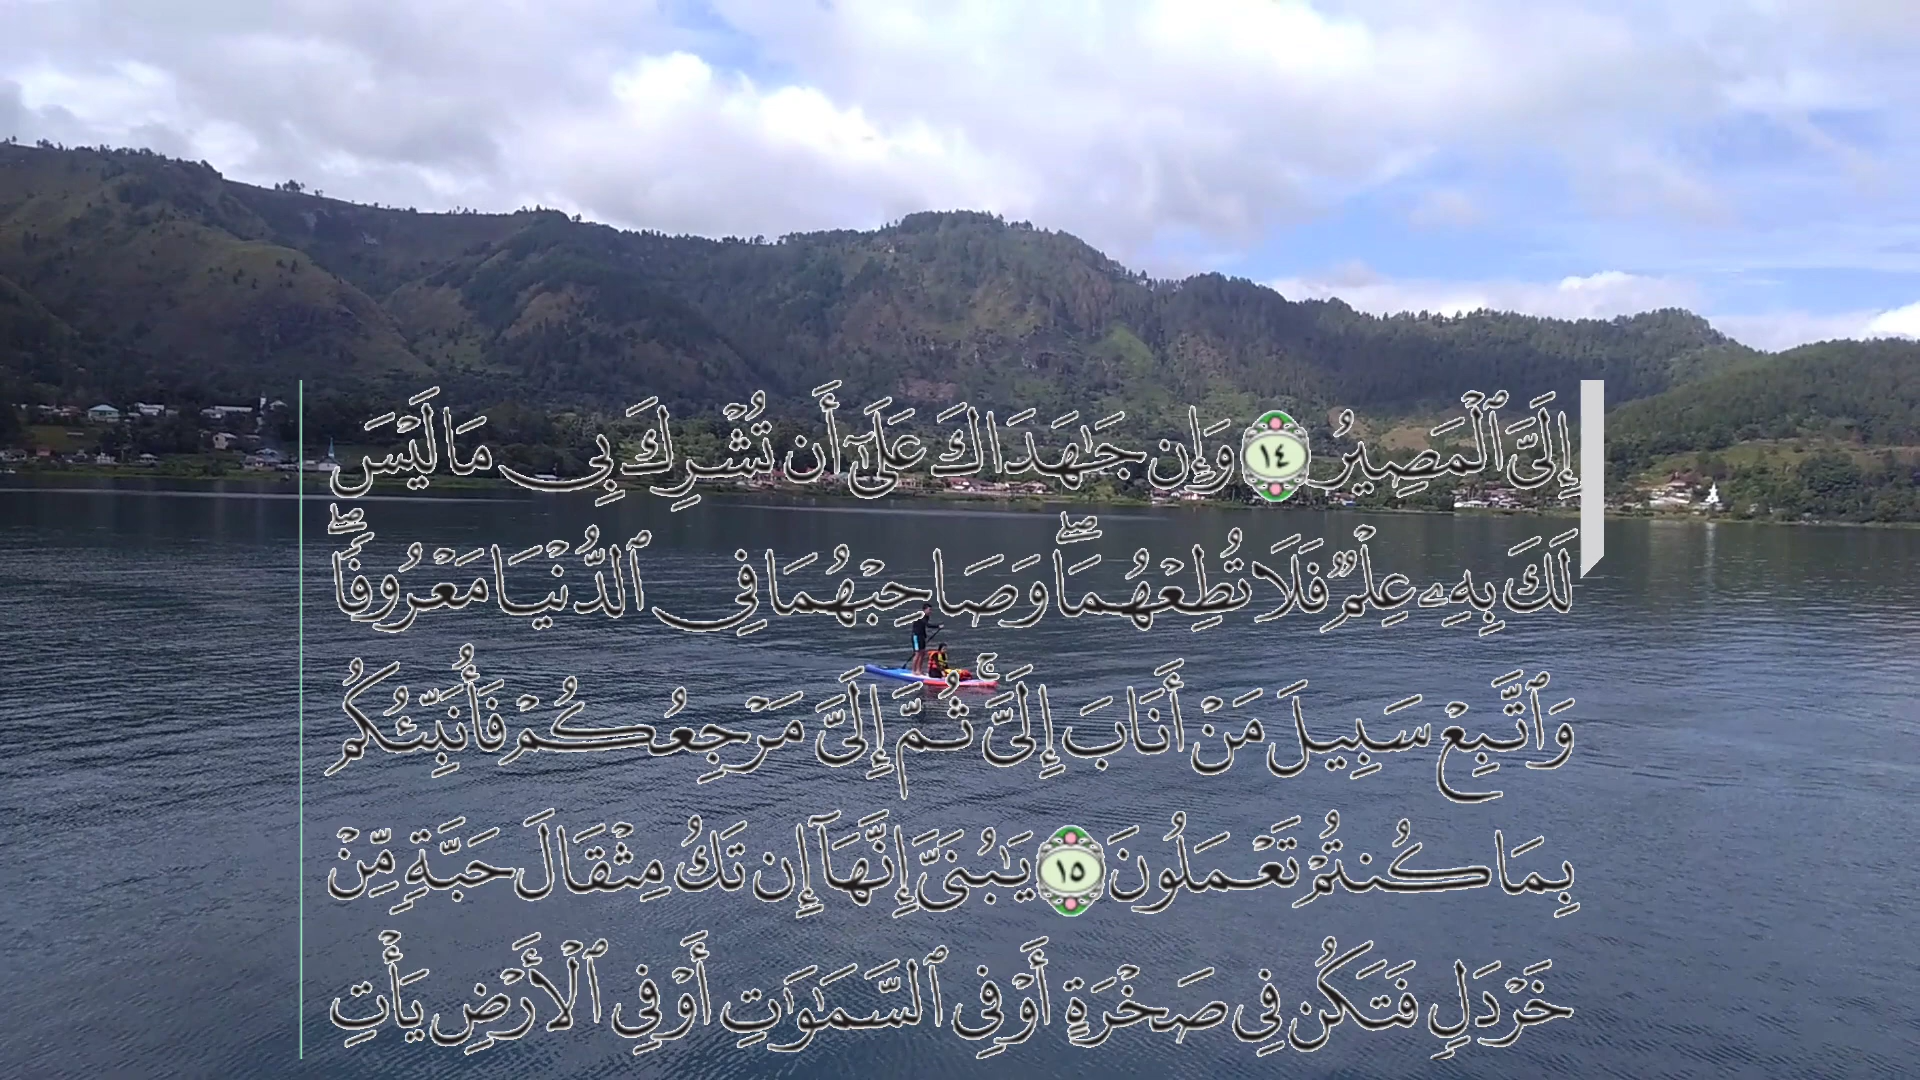 إِلَىَّ ٱلْمَصِيرُ ١٤ وَإِن جَـٰهَدَاكَ عَلَىٰٓ أَن تُشْرِكَ بِى مَا لَيْسَ
لَكَ بِهِۦ عِلْمٌ فَلَا تُطِعْهُمَا ۖ وَصَاحِبْهُمَا فِى ٱلدُّنْيَا مَعْرُوفًا ۖ
وَٱتَّبِعْ سَبِيلَ مَنْ أَنَابَ إِلَىَّ ۚ ثُمَّ إِلَىَّ مَرْجِعُكُمْ فَأُنَبِّئُكُم
بِمَا كُنتُمْ تَعْمَلُونَ ١٥ يَـٰبُنَىَّ إِنَّهَآ إِن تَكُ مِثْقَالَ حَبَّةٍ مِّنْ
خَرْدَلٍ فَتَكُن فِى صَخْرَةٍ أَوْ فِى ٱلسَّمَـٰوَٰتِ أَوْ فِى ٱلْأَرْضِ يَأْتِ